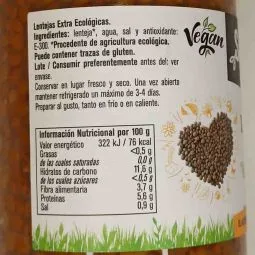 Lentejas Extra Ecológicas.
Ingredientes: lenteja*, agua, sal y antioxidante:
E-300. *Procedente de agricultura ecológica.
Puede contener trazas de gluten.
Lote / Consumir preferentemente antes del: ver
envase.
Conservar en lugar fresco y seco. Una vez abierto
mantener refrigerado un máximo de 3-4 días.
Preparar al gusto, tanto en frío o en caliente.
Vegan
Información Nutricional por 100 g
Valor energético 322 kJ / 76 kcal
Grasas <0,5 g
de las cuales saturadas 0,0 g
Hidratos de carbono 11,6 g
de los cuales azúcares <0,5 g
Fibra alimentaria 3,7 g
Proteínas 5,6 g
Sal 0,9 g